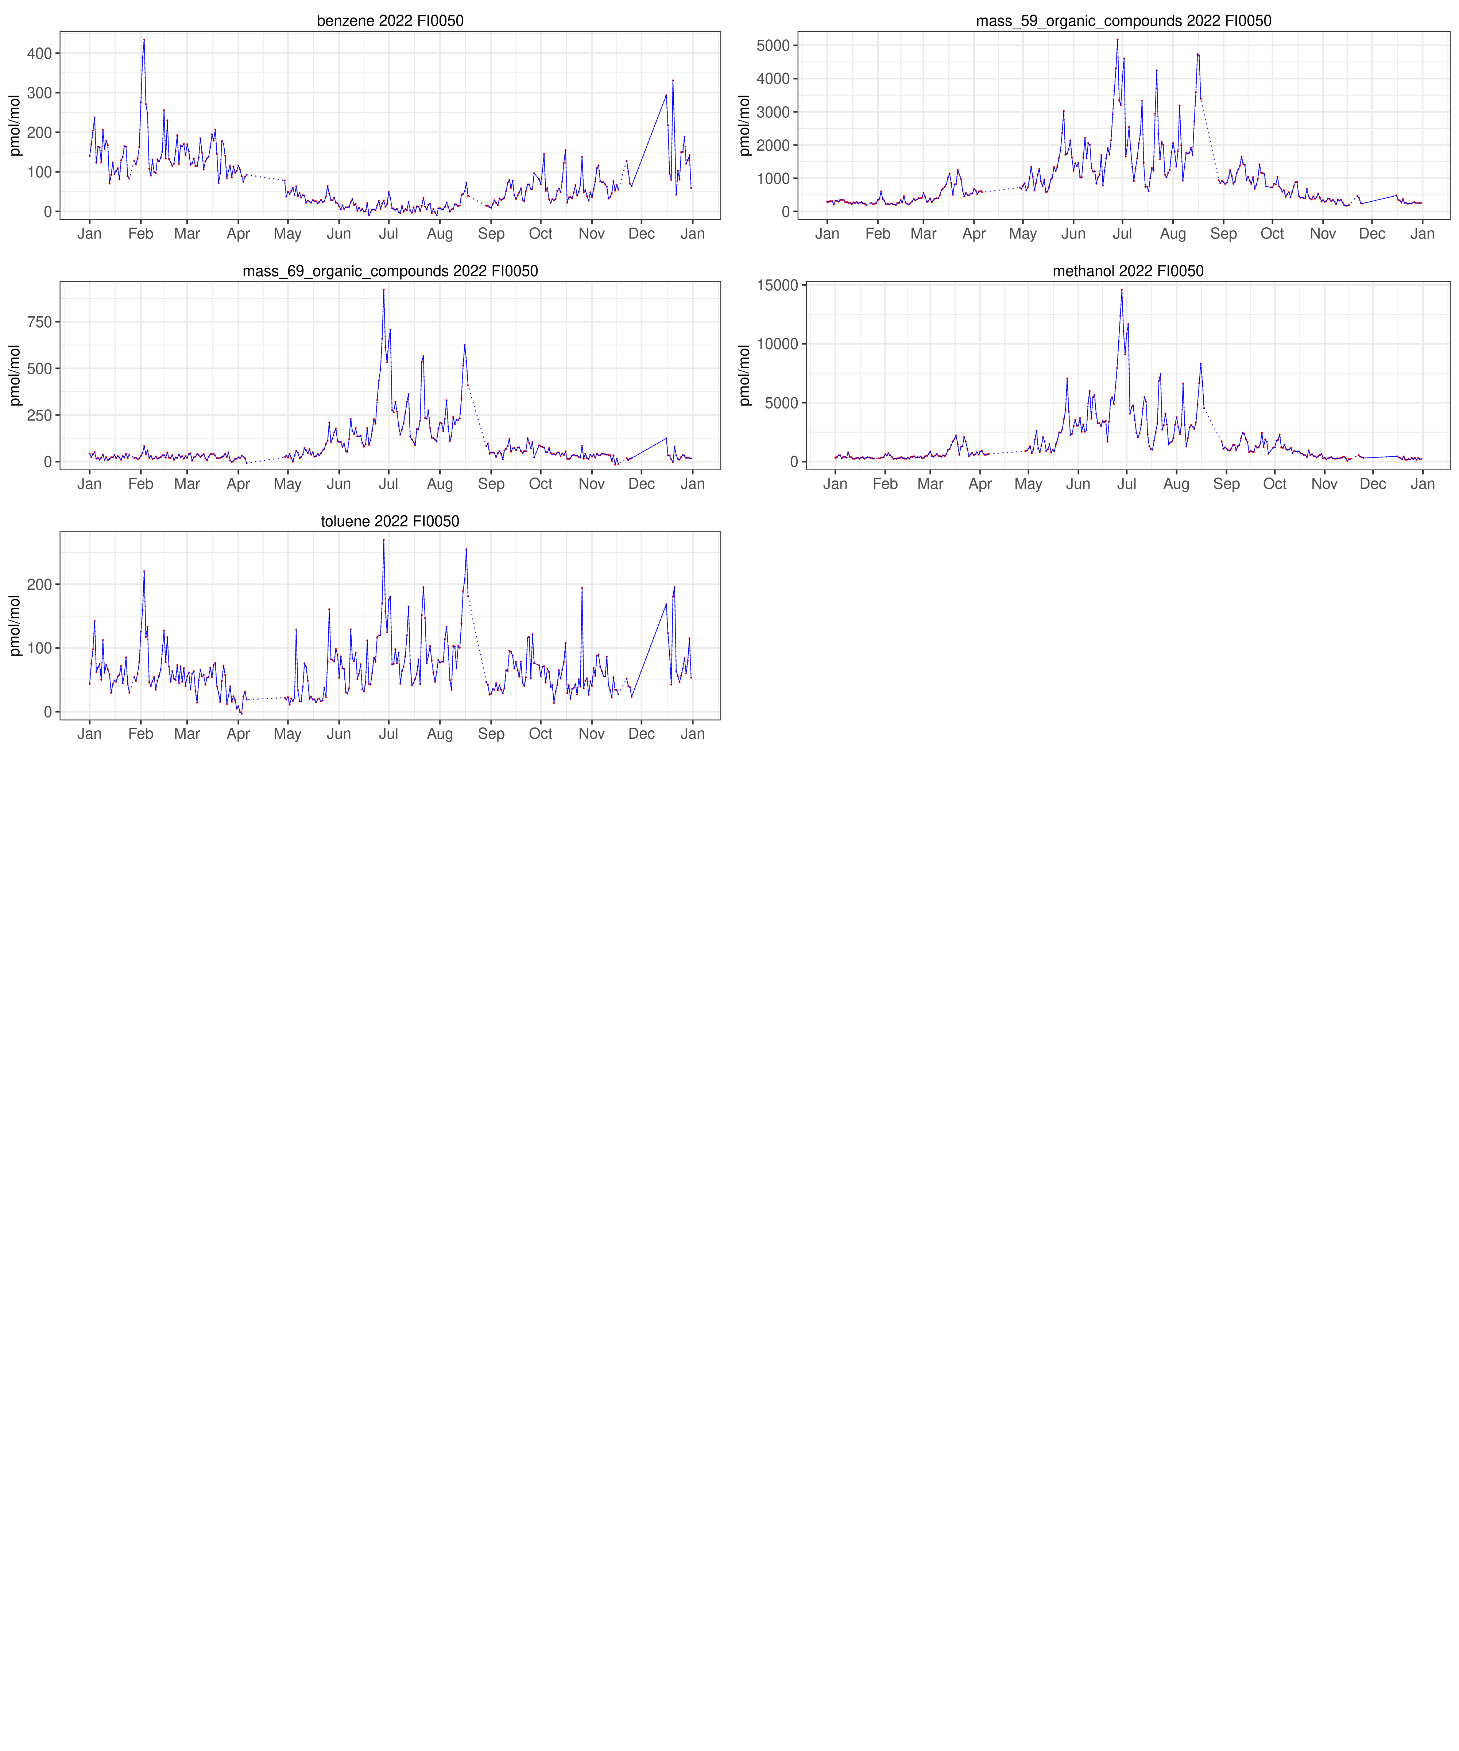 benzene 2022 FI0050
pmol/mol
400
300
200
100
0
Jan Feb Mar Apr May Jun Jul Aug Sep Oct Nov Dec Jan
mass_59_organic_compounds 2022 FI0050
pmol/mol
5000
4000
3000
2000
1000
0
Jan Feb Mar Apr May Jun Jul Aug Sep Oct Nov Dec Jan
mass_69_organic_compounds 2022 FI0050
pmol/mol
750
500
250
0
Jan Feb Mar Apr May Jun Jul Aug Sep Oct Nov Dec Jan
methanol 2022 FI0050
pmol/mol
15000
10000
5000
0
Jan Feb Mar Apr May Jun Jul Aug Sep Oct Nov Dec Jan
toluene 2022 FI0050
pmol/mol
200
100
0
Jan Feb Mar Apr May Jun Jul Aug Sep Oct Nov Dec Jan